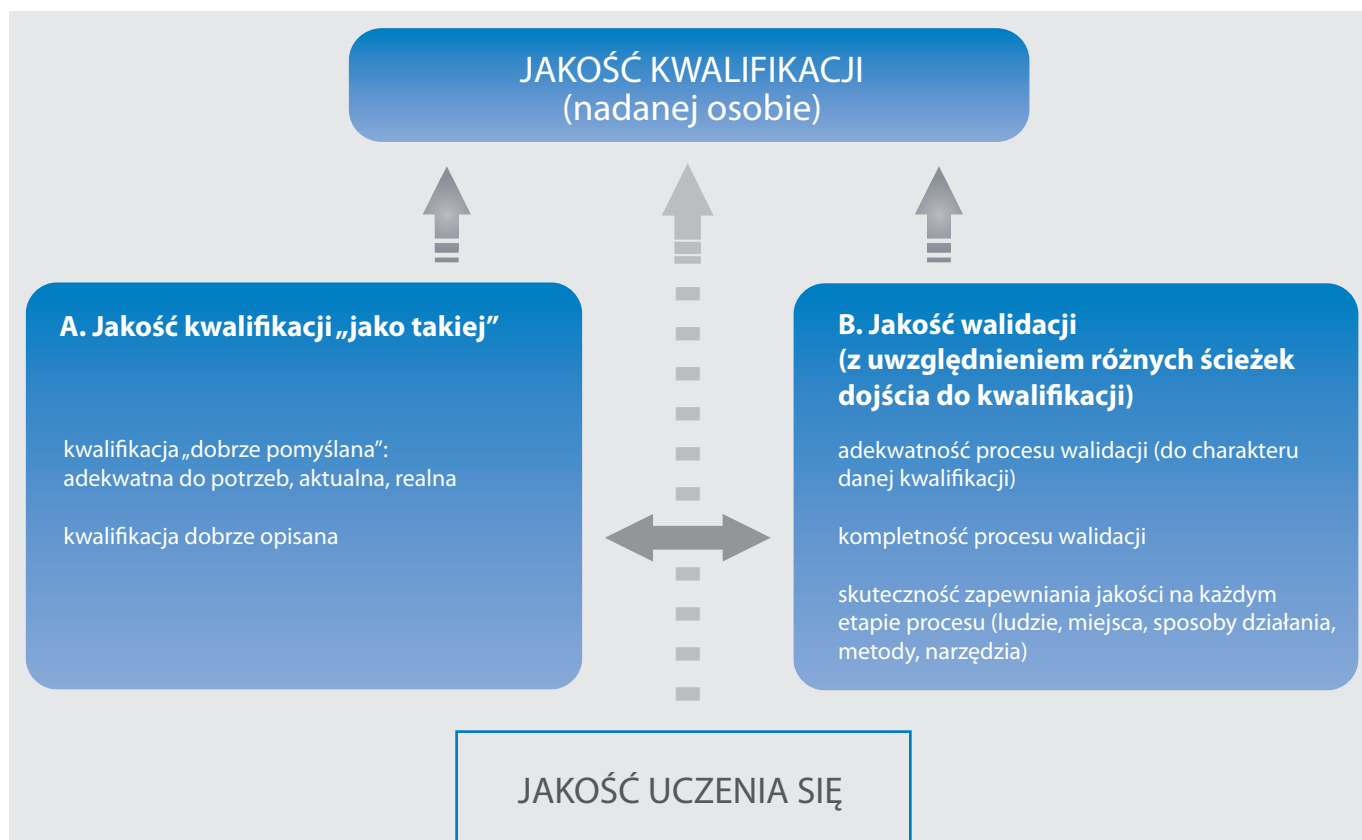 JAKOŚĆ KWALIFIKACJI
(nadanej osobie)
A. Jakość kwalifikacji „jako takiej”
kwalifikacja „dobrze pomyślana”:
adekwatna do potrzeb, aktualna, realna
kwalifikacja dobrze opisana
B. Jakość walidacji
(z uwzględnieniem różnych ścieżek
dojścia do kwalifikacji)
adekwatność procesu walidacji (do charakteru
danej kwalifikacji)
kompletność procesu walidacji
skuteczność zapewniania jakości na każdym
etapie procesu (ludzie, miejsca, sposoby działania,
metody, narzędzia)
JAKOŚĆ UCZENIA SIĘ